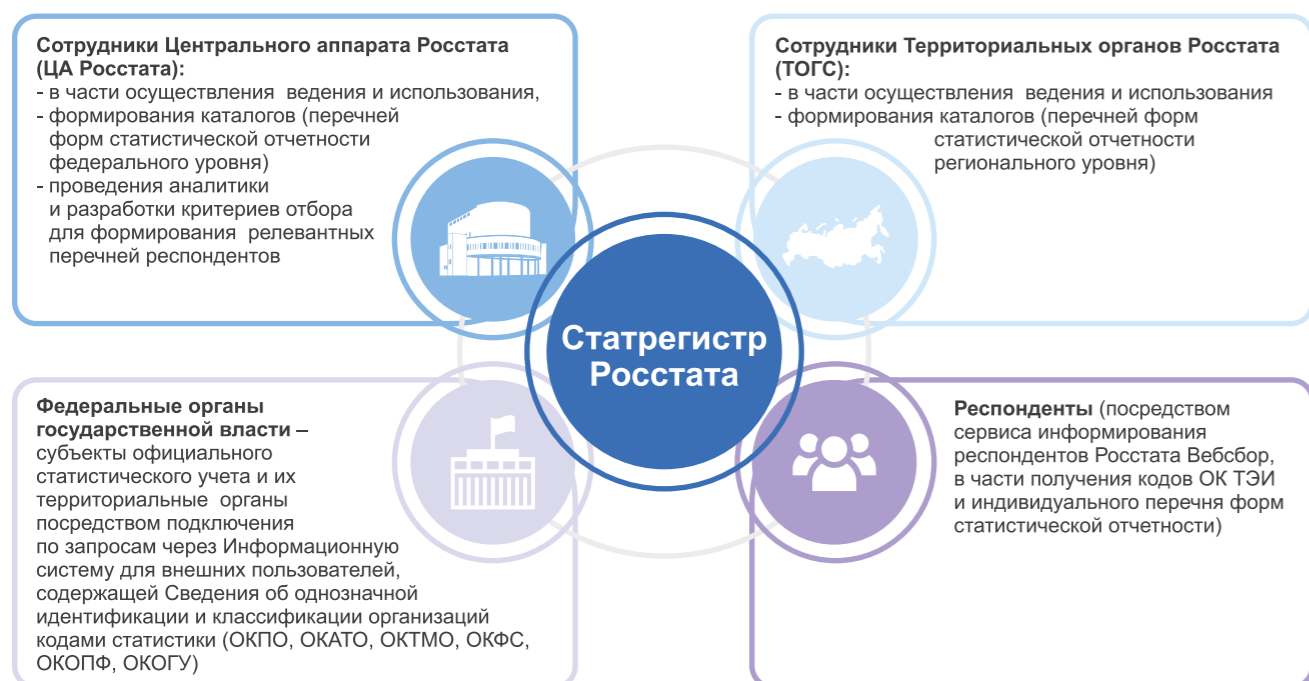 Сотрудники Центрального аппарата Росстата
(ЦА Росстата):
- в части осуществления ведения и использования,
- формирования каталогов (перечней
форм статистической отчетности
федерального уровня)
- проведения аналитики
и разработки критериев отбора
для формирования релевантных
перечней респондентов
Сотрудники Территориальных органов Росстата
(ТОГС):
- в части осуществления ведения и использования
- формирования каталогов (перечней форм
статистической отчетности
регионального уровня)
Статрегистр
Росстата
Федеральные органы
государственной власти –
субъекты официального
статистического учета и их
территориальные органы
посредством подключения
по запросам через Информационную
систему для внешних пользователей,
содержащей Сведения об однозначной
идентификации и классификации организаций
кодами статистики (ОКПО, ОКАТО, ОКТМО, ОКФС,
ОКОПФ, ОКОГУ)
Респонденты (посредством
сервиса информирования
респондентов Росстата Вебсбор,
в части получения кодов ОК ТЭИ
и индивидуального перечня форм
статистической отчетности)